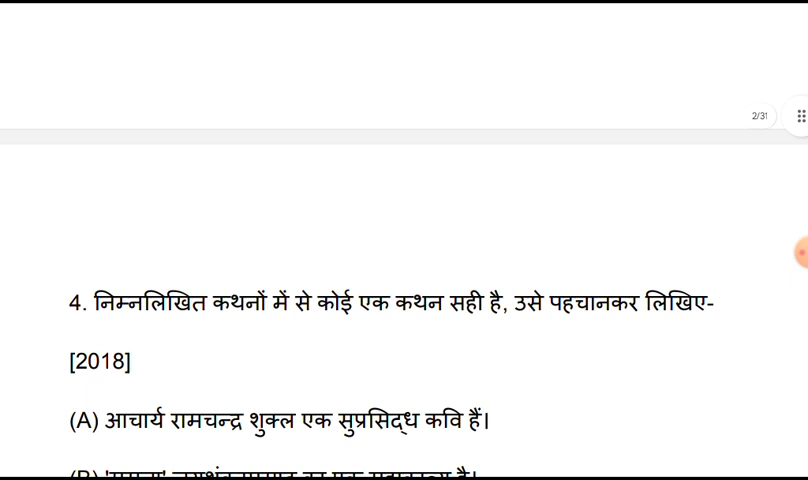 2/31
4. निम्नलिखित कथनों में से कोई एक कथन सही है, उसे पहचानकर लिखिए-
[2018]
(A) आचार्य रामचन्द्र शुक्ल एक सुप्रसिद्ध कवि हैं।